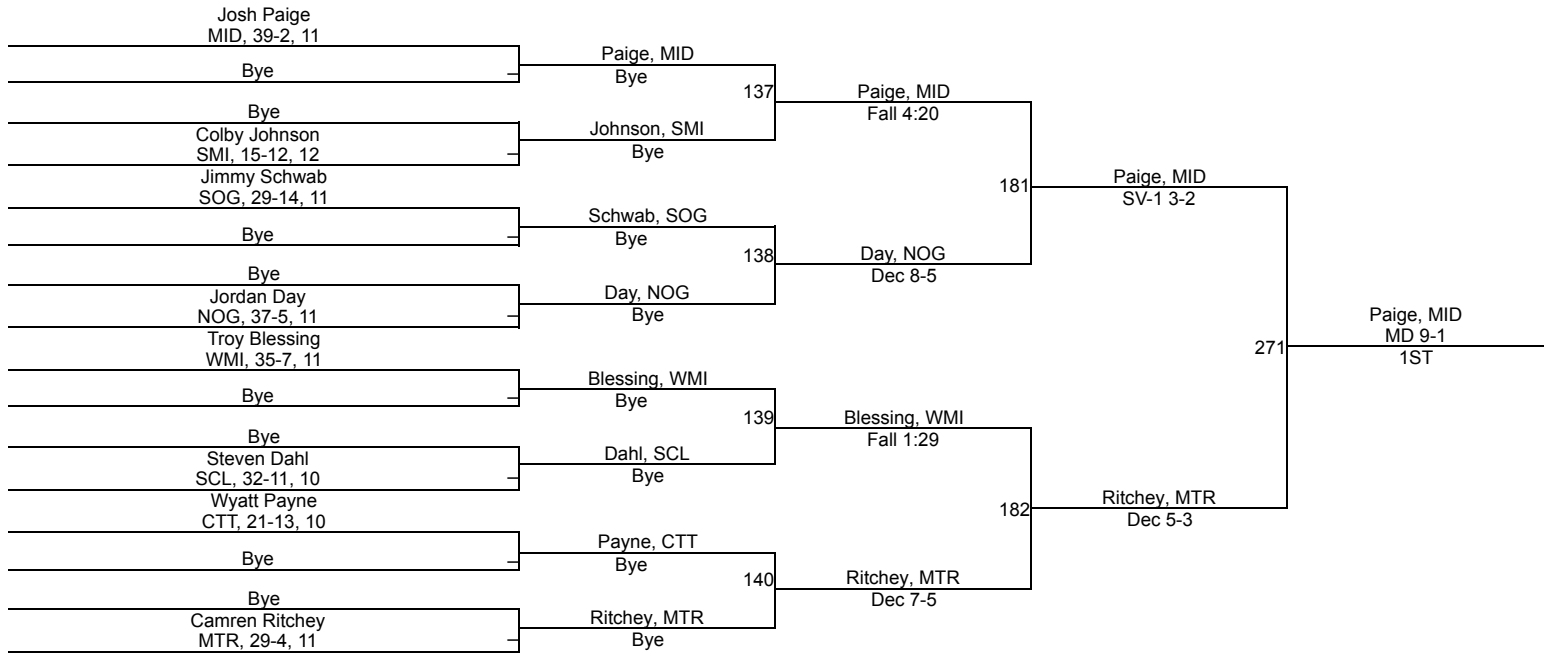 Josh Paige
MID, 39-2, 11
Bye
Bye
Colby Johnson
SMI, 15-12, 12
Jimmy Schwab
SOG, 29-14, 11
Bye
Bye
Jordan Day
NOG, 37-5, 11
Troy Blessing
WMI, 35-7, 11
Bye
Bye
Steven Dahl
SCL, 32-11, 10
Wyatt Payne
CTT, 21-13, 10
Bye
Bye
Camren Ritchey
MTR, 29-4, 11
Paige, MID
Bye
137
Johnson, SMI
Bye
Schwab, SOG
Bye
138
Day, NOG
Bye
Blessing, WMI
Bye
139
Dahl, SCL
Bye
Payne, CTT
Bye
140
Ritchey, MTR
Bye
Paige, MID
Fall 4:20
181
Day, NOG
Dec 8-5
Blessing, WMI
Fall 1:29
182
Ritchey, MTR
Dec 7-5
Paige, MID
SV-1 3-2
271
Ritchey, MTR
Dec 5-3
Paige, MID
MD 9-1
1ST